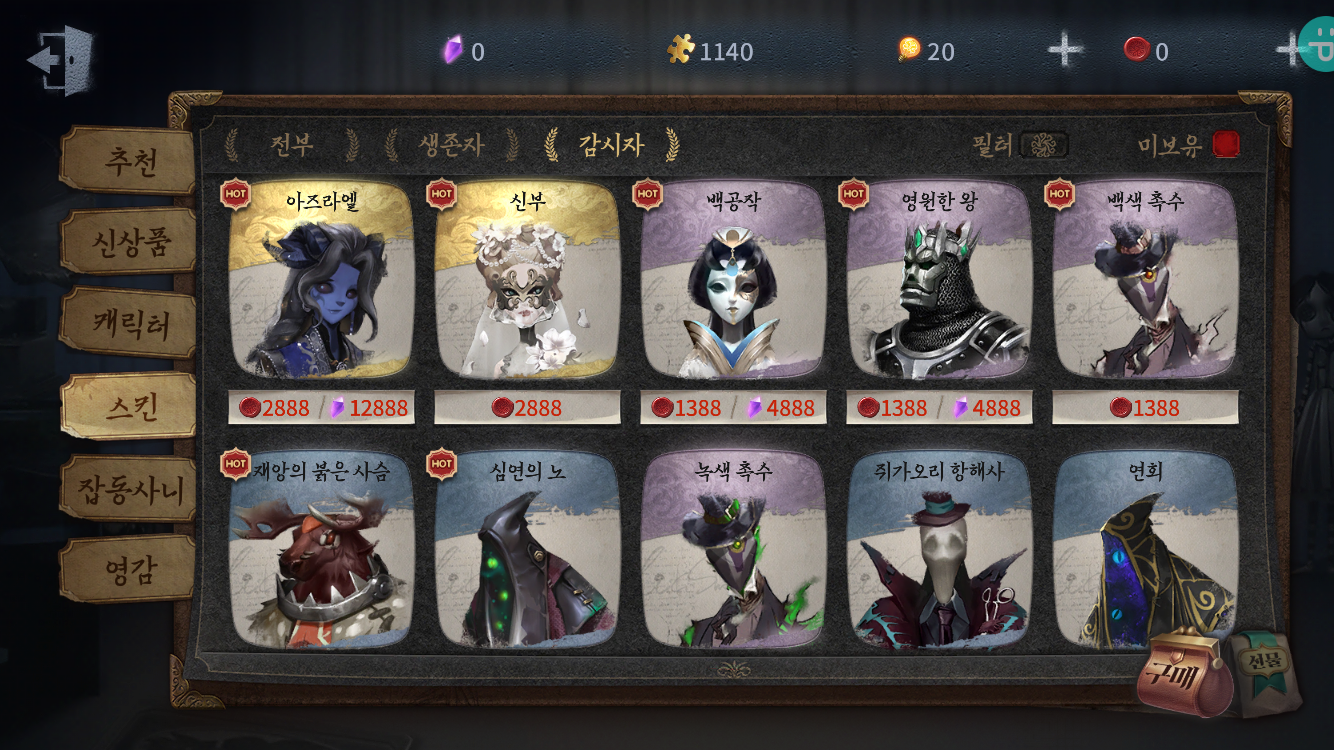 0 1140 20 0
전부 생존자 감시자 필터 미보유
추천
신상품
캐릭터
스킨
잡동사니
영감
HOT 아즈라엘 HOT 신부 HOT 백공작 HOT 영원한 왕 HOT 백색 촉수
2888 / 12888 2888 1388 / 4888 1388 / 4888 1388
HOT 재앙의 붉은 사슴 HOT 심연의 노 녹색 촉수 쥐가오리 항해사 연회
구매 선물